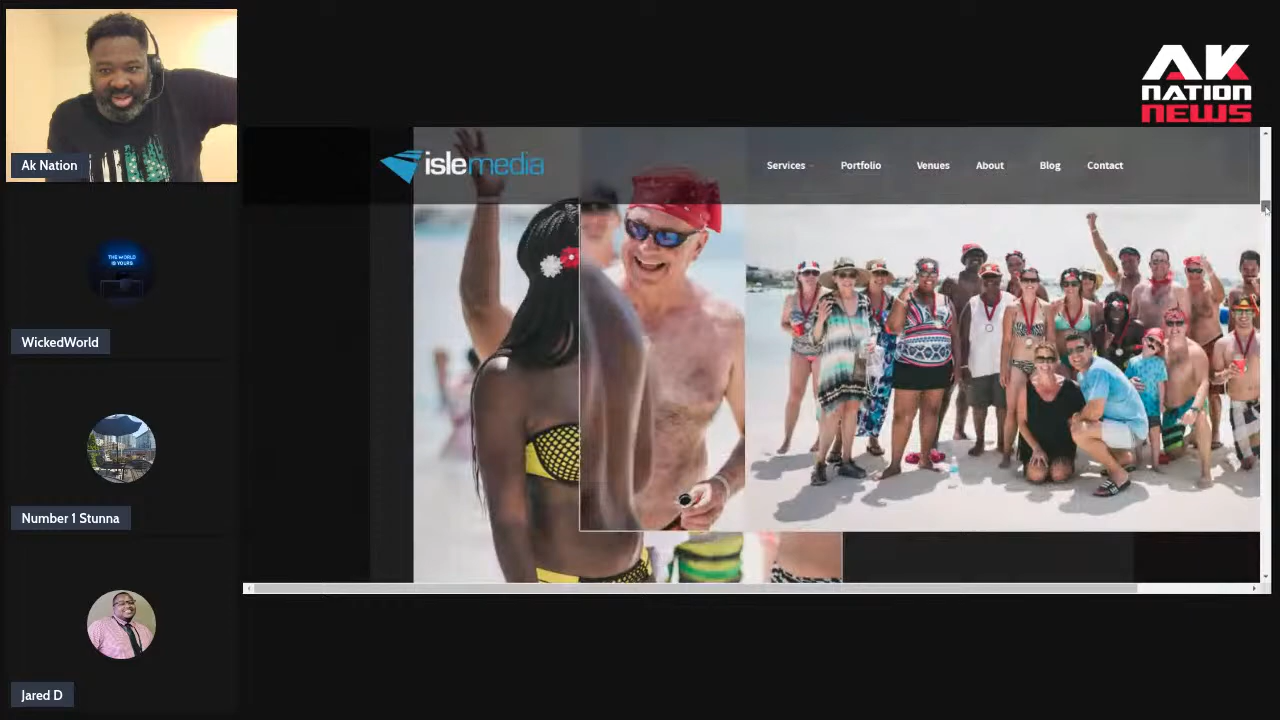 Ak Nation
THE WORLD
IS YOURS
WickedWorld
Number 1 Stunna
Jared D
islemedia
Services
Portfolio
Venues
About
Blog
Contact
AK
NATION
NEWS